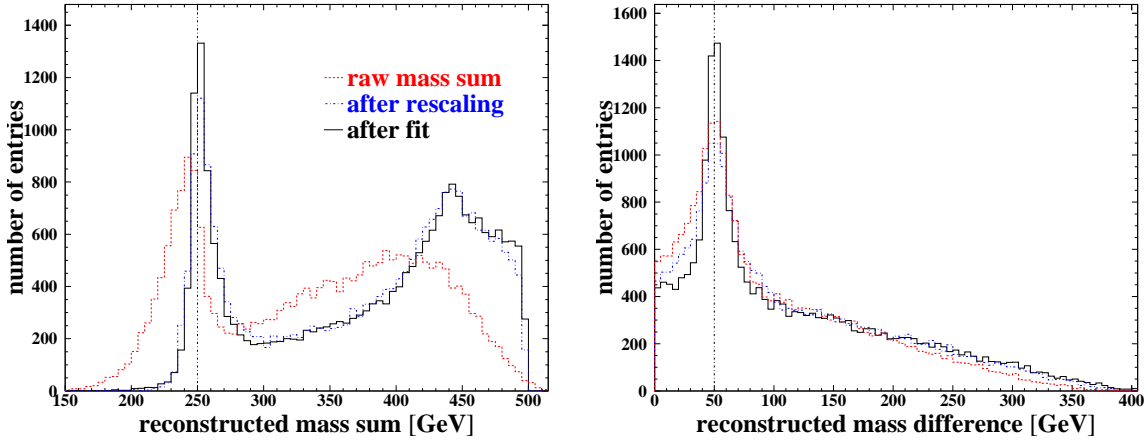 1400
1200
1000
800
600
400
200
0
number of entries
raw mass sum
after rescaling
after fit
150 200 250 300 350 400 450 500
reconstructed mass sum [GeV]
1600
1400
1200
1000
800
600
400
200
0
number of entries
0 50 100 150 200 250 300 350 400
reconstructed mass difference [GeV]